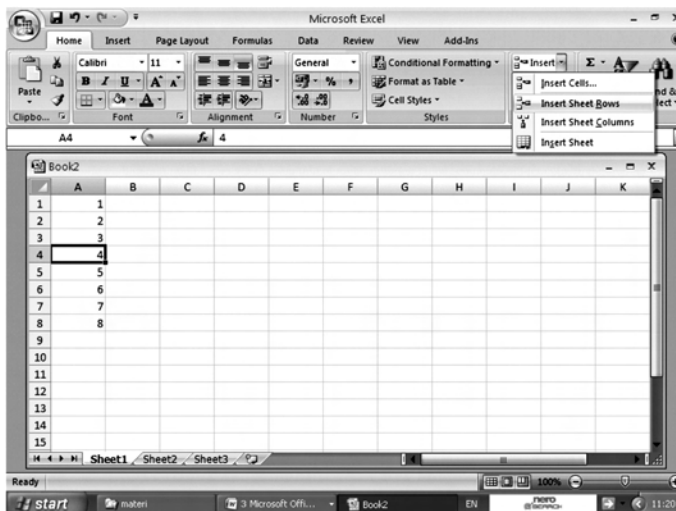 Microsoft Excel
Home Insert Page Layout Formulas Data Review View Add-Ins
Paste
Calibri 11
B I U A A
A
General
% ,
Conditional Formatting
Format as Table
Cell Styles
Insert
Σ
Clipbo... Font Alignment Number Styles
Insert Cells...
Insert Sheet Rows
Insert Sheet Columns
Insert Sheet
A4 fx 4
Book2
A B C D E F G H I J K
1 1
2 2
3 3
4 4
5 5
6 6
7 7
8 8
9
10
11
12
13
14
15
Sheet1 Sheet2 Sheet3
Ready 100%
start materi 3 Microsoft Offi... Book2 EN nero SEARCH 11:20